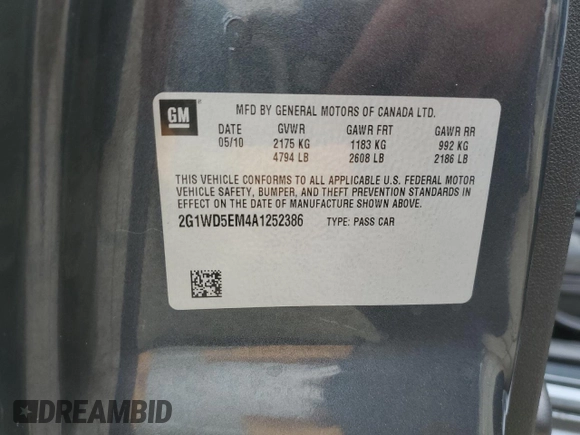 GM
MFD BY GENERAL MOTORS OF CANADA LTD.
DATE GVWR GAWR FRT GAWR RR
05/10 2175 KG 1183 KG 992 KG
4794 LB 2608 LB 2186 LB
THIS VEHICLE CONFORMS TO ALL APPLICABLE U.S. FEDERAL MOTOR
VEHICLE SAFETY, BUMPER, AND THEFT PREVENTION STANDARDS IN
EFFECT ON THE DATE OF MANUFACTURE SHOWN ABOVE.
2G1WD5EM4A1252386 TYPE: PASS CAR
DREAMBID